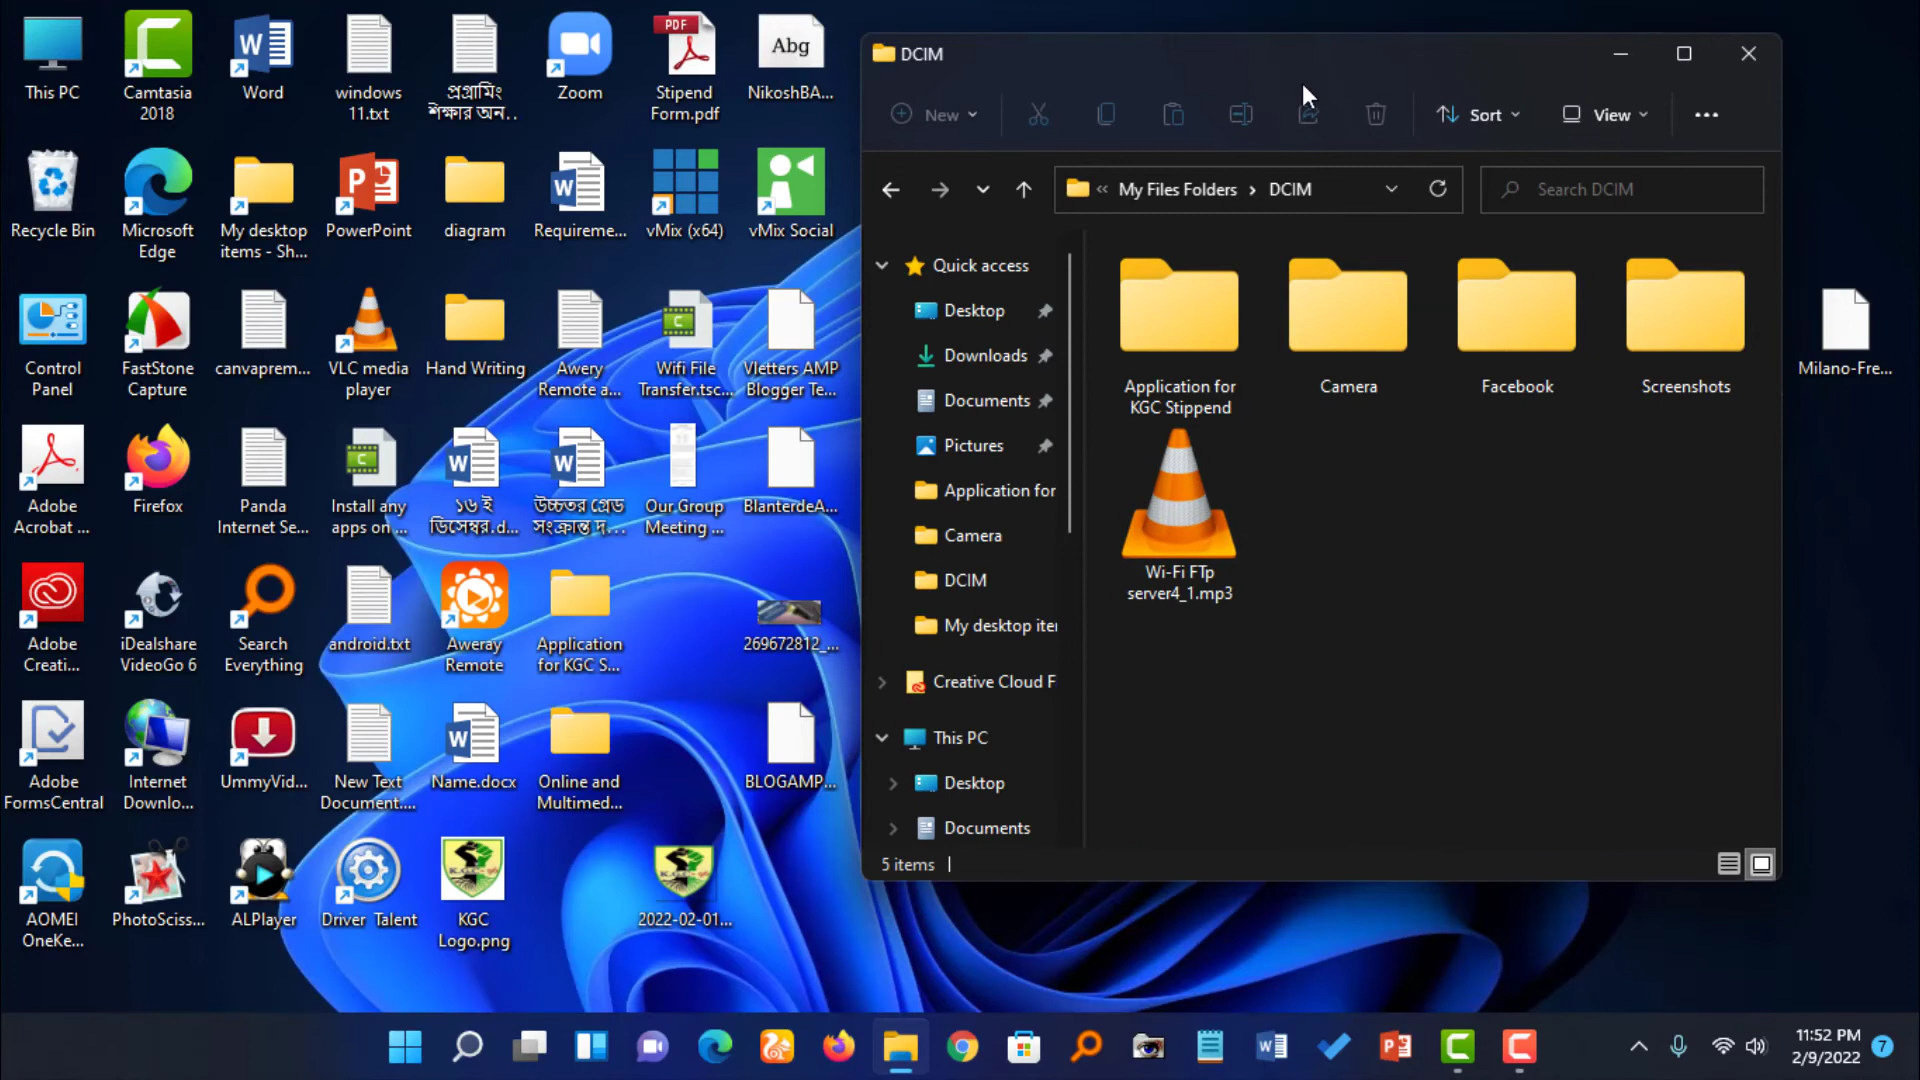 This PC
Camtasia
2018
Word
windows
11.txt
প্রগ্রামিং
শিক্ষার অন...
Zoom
PDF
Stipend
Form.pdf
Abg
NikoshBA...
Recycle Bin
Microsoft
Edge
My desktop
items - Sh...
PowerPoint
diagram
Requireme...
vMix (x64)
vMix Social
Control
Panel
FastStone
Capture
canvaprem...
VLC media
player
Hand Writing
Awery
Remote a...
Wifi File
Transfer.tsc...
Vletters AMP
Blogger Te...
Adobe
Acrobat ...
Firefox
Panda
Internet Se...
Install any
apps on ...
১৬ ই
ডিসেম্বর.d...
উচ্চতর গ্রেড
সংক্রান্ত দ...
Our Group
Meeting ...
BlanterdeA...
Adobe
Creati...
iDealshare
VideoGo 6
Search
Everything
android.txt
Aweray
Remote
Application
for KGC S...
269672812_...
Adobe
FormsCentral
Internet
Downlo...
UmmyVid...
New Text
Document....
Name.docx
Online and
Multimed...
BLOGAMP...
AOMEI
OneKe...
PhotoSciss...
ALPlayer
Driver Talent
KGC
Logo.png
2022-02-01...
Milano-Fre...
DCIM
New
Sort
View
My Files Folders
DCIM
Search DCIM
Quick access
Desktop
Downloads
Documents
Pictures
Application for
Camera
DCIM
My desktop iter
Creative Cloud F
This PC
Desktop
Documents
Application for
KGC Stippend
Camera
Facebook
Screenshots
Wi-Fi FTp
server4_1.mp3
5 items
11:52 PM
2/9/2022
7